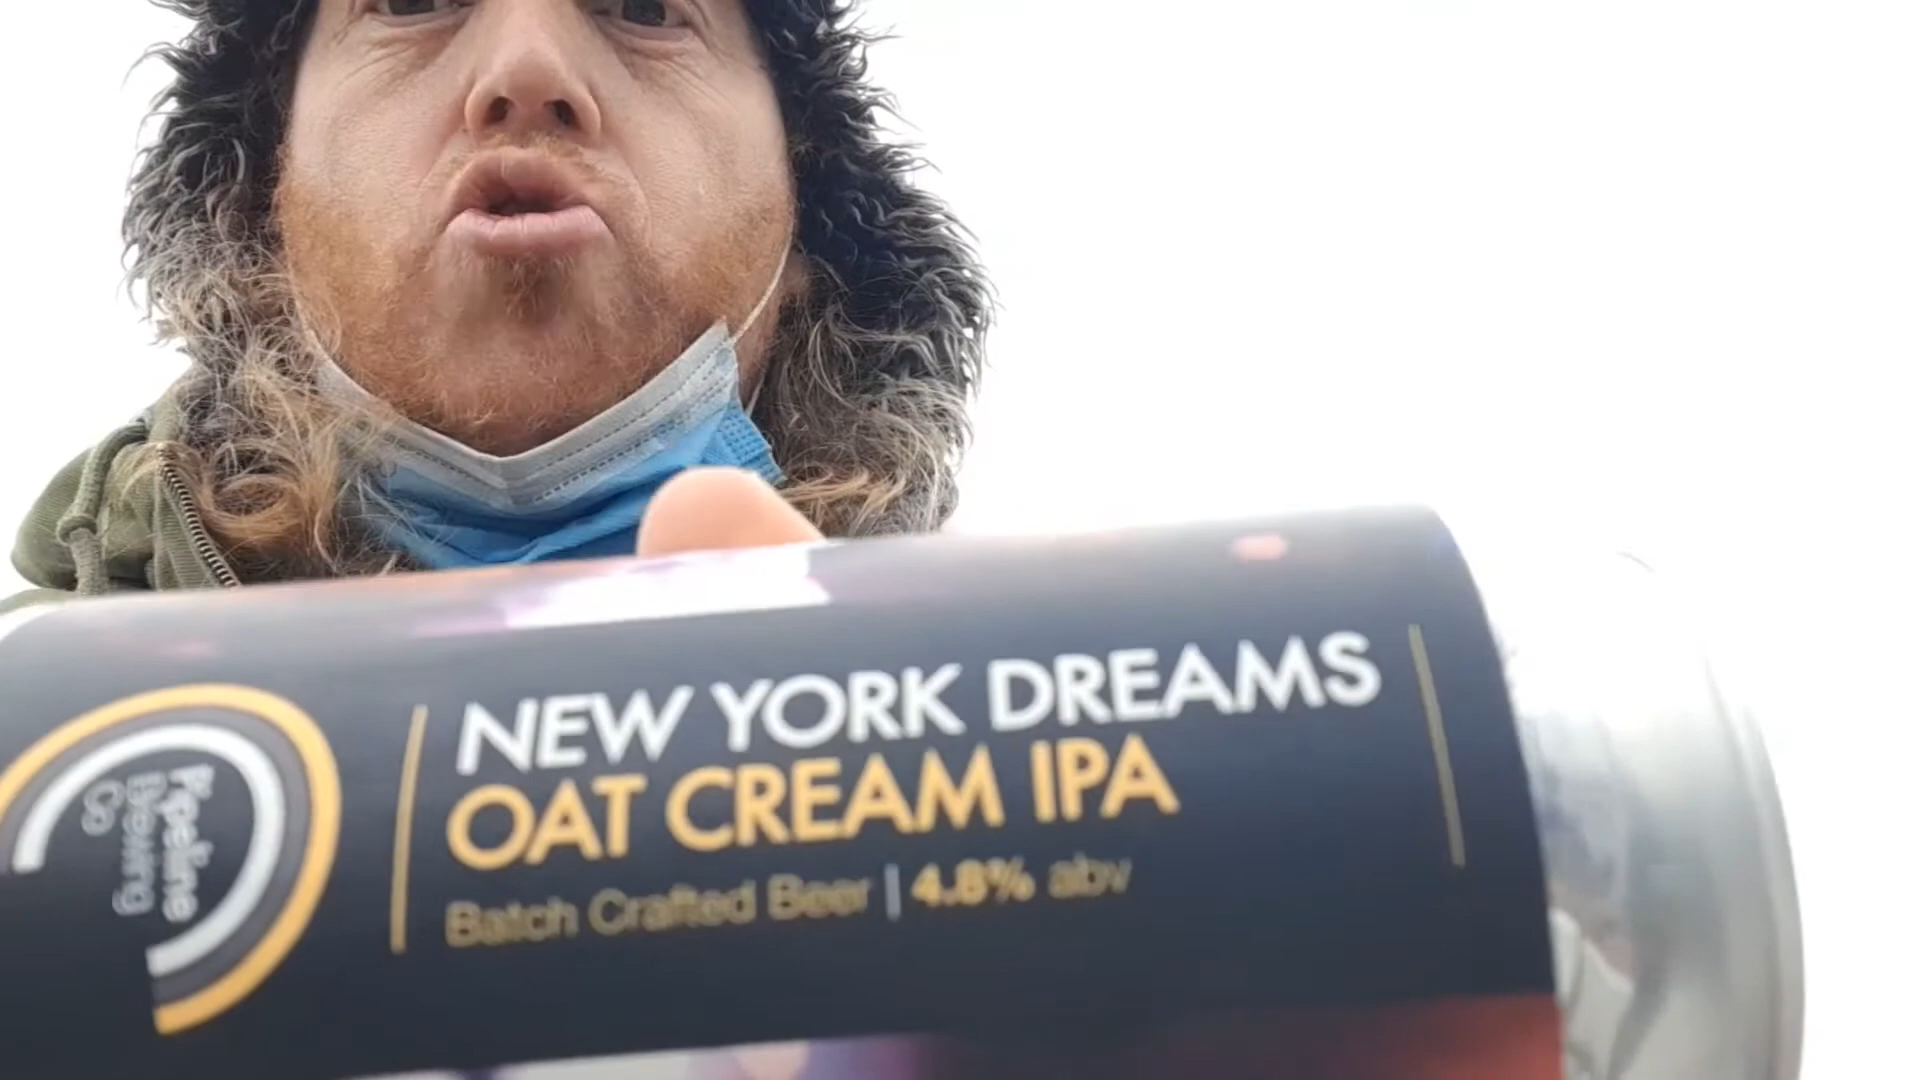 Pipeline
Brewing
Co
NEW YORK DREAMS
OAT CREAM IPA
Batch Crafted Beer | 4.8% abv